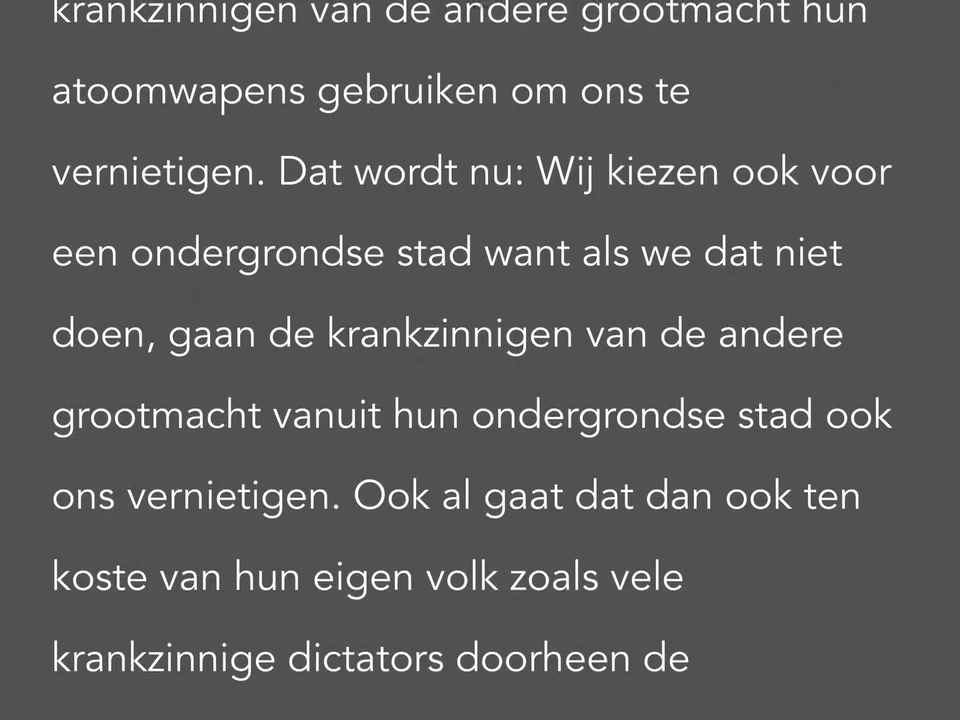 krankzinnigen van de andere grootmacht hun
atoomwapens gebruiken om ons te
vernietigen. Dat wordt nu: Wij kiezen ook voor
een ondergrondse stad want als we dat niet
doen, gaan de krankzinnigen van de andere
grootmacht vanuit hun ondergrondse stad ook
ons vernietigen. Ook al gaat dat dan ook ten
koste van hun eigen volk zoals vele
krankzinnige dictators doorheen de